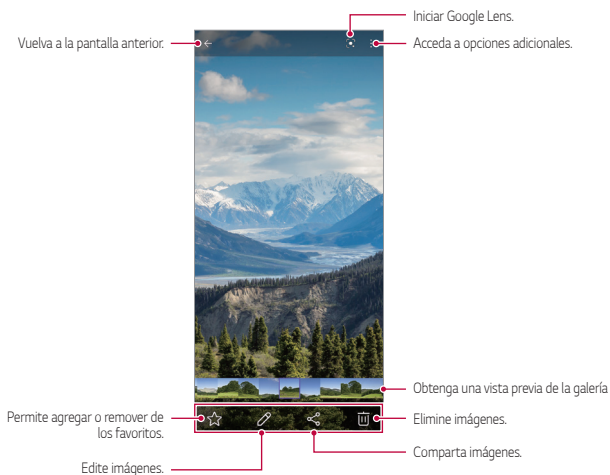 Iniciar Google Lens.
Vuelva a la pantalla anterior.
Acceda a opciones adicionales.
Obtenga una vista previa de la galería
Permite agregar o remover de
los favoritos.
Elimine imágenes.
Comparta imágenes.
Edite imágenes.